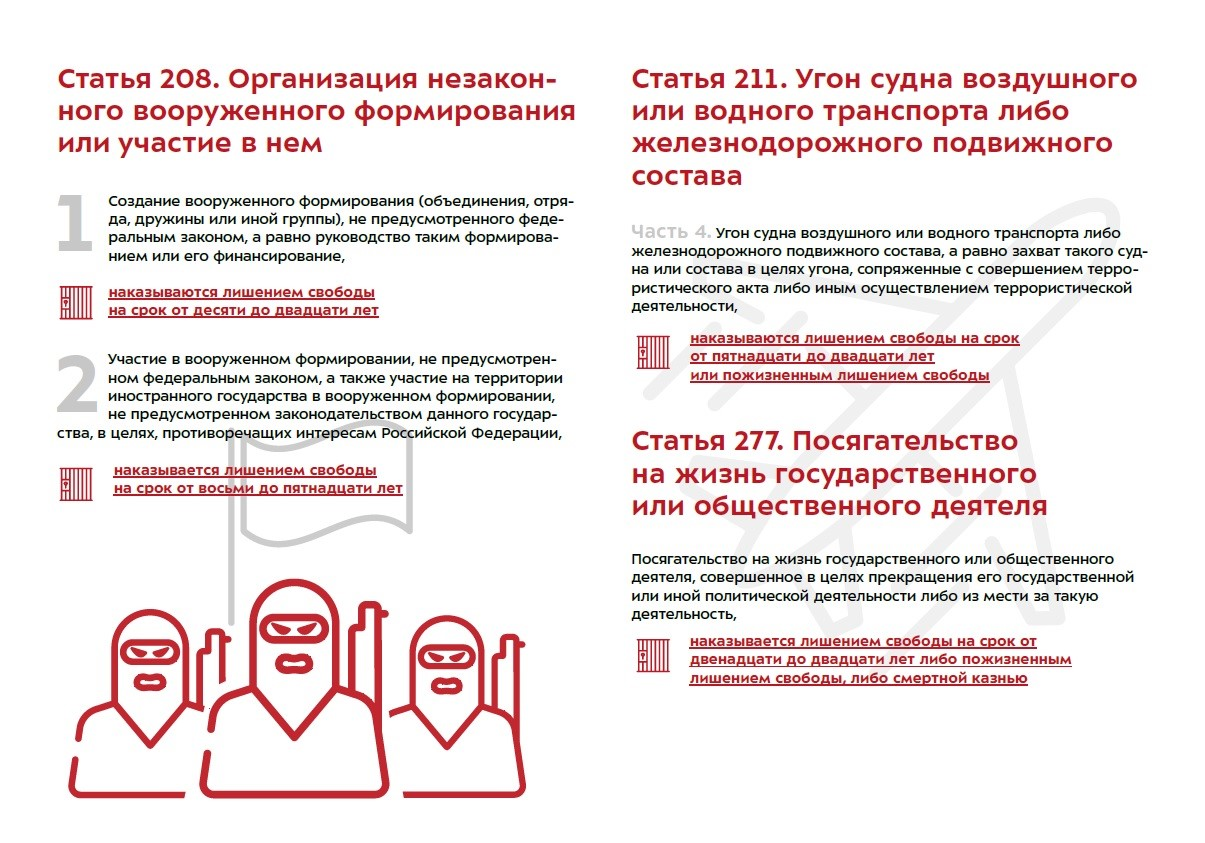 Статья 208. Организация незакон-
ного вооруженного формирования
или участие в нем
1
Создание вооруженного формирования (объединения, отря-
да, дружины или иной группы), не предусмотренного феде-
ральным законом, а равно руководство таким формирова-
нием или его финансирование,
наказываются лишением свободы
на срок от десяти до двадцати лет
2
Участие в вооруженном формировании, не предусмотрен-
ном федеральным законом, а также участие на территории
иностранного государства в вооруженном формировании,
не предусмотренном законодательством данного государ-
ства, в целях, противоречащих интересам Российской Федерации,
наказывается лишением свободы
на срок от восьми до пятнадцати лет
Статья 211. Угон судна воздушного
или водного транспорта либо
железнодорожного подвижного
состава
Часть 4. Угон судна воздушного или водного транспорта либо
железнодорожного подвижного состава, а равно захват такого суд-
на или состава в целях угона, сопряженные с совершением терро-
ристического акта либо иным осуществлением террористической
деятельности,
наказываются лишением свободы на срок
от пятнадцати до двадцати лет
или пожизненным лишением свободы
Статья 277. Посягательство
на жизнь государственного
или общественного деятеля
Посягательство на жизнь государственного или общественного
деятеля, совершенное в целях прекращения его государственной
или иной политической деятельности либо из мести за такую
деятельность,
наказывается лишением свободы на срок от
двенадцати до двадцати лет либо пожизненным
лишением свободы, либо смертной казнью